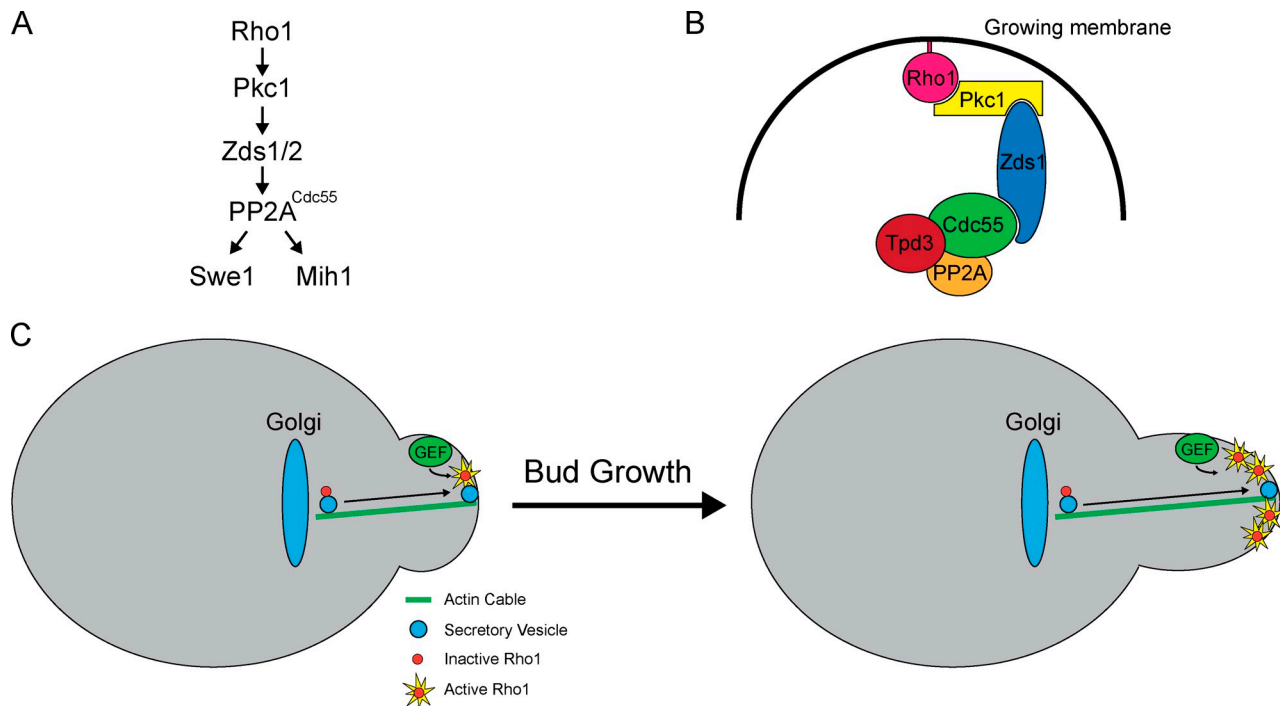 A
Rho1
Pkc1
Zds1/2
PP2A Cdc55
Swe1 Mih1
B
Growing membrane
Rho1
Pkc1
Zds1
Cdc55
Tpd3
PP2A
C
Golgi
GEF
Bud Growth
Golgi
GEF
Actin Cable
Secretory Vesicle
Inactive Rho1
Active Rho1